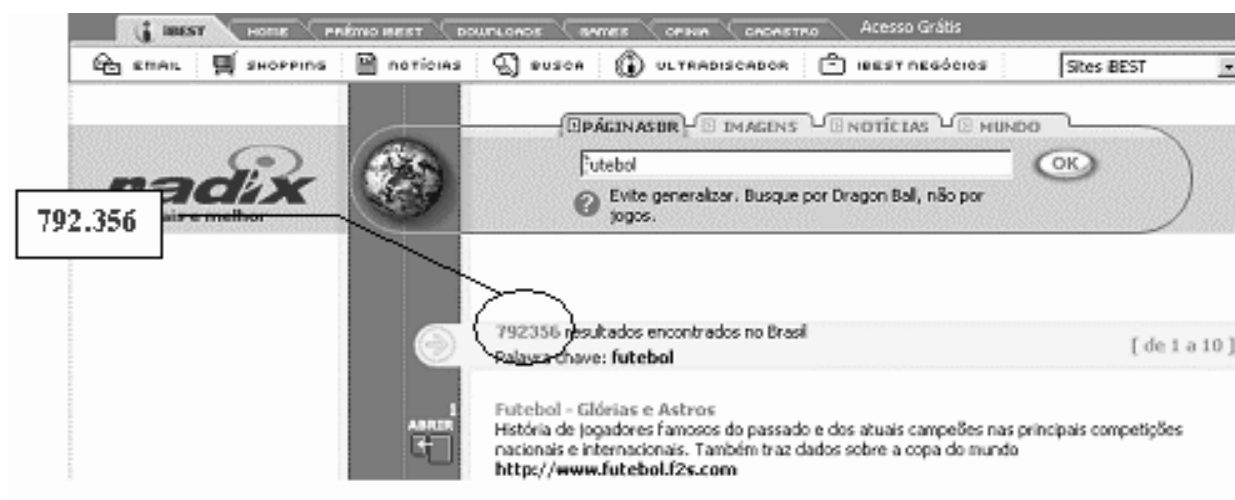 iBEST HOME PRÊMIO IBEST DOWNLOADS GAMES OPINIA CADASTRO Acesso Grátis
EMAIL SHOPPING NOTÍCIAS BUSCA ULTRADISCADOR IBEST NEGÓCIOS Sites iBEST
PÁGINASBR IMAGENS NOTÍCIAS MUNDO
futebol OK
radix
mais e melhor
Evite generalizar. Busque por Dragon Ball, não por
jogos.
792.356
792356 resultados encontrados no Brasil
Palavra chave: futebol
[ de 1 a 10 ]
1
ABRIR
Futebol - Glórias e Astros
História de jogadores famosos do passado e dos atuais campeões nas principais competições
nacionais e internacionais. Também traz dados sobre a copa do mundo
http://www.futebol.f2s.com